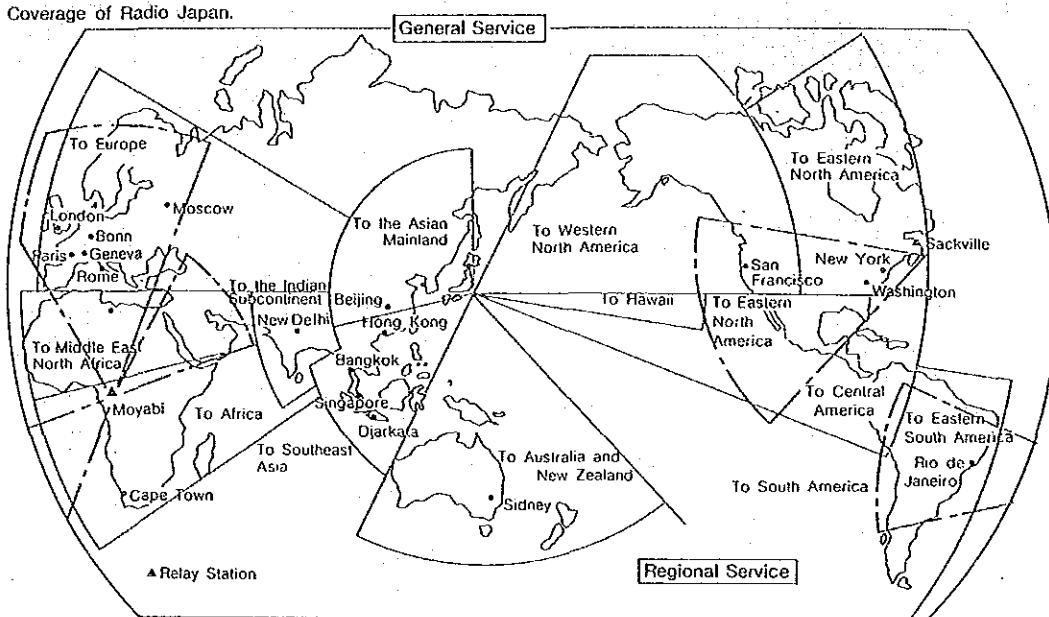 Coverage of Radio Japan.
General Service
To Europe
London
Moscow
Bonn
Paris
Geneva
Rome
To the Asian
Mainland
To Western
North America
To Eastern
North America
Sackville
New York
San
Francisco
Washington
To the Indian
Subcontinent
Beijing
New Delhi
Hong Kong
To Hawaii
To Eastern
North
America
To Middle East
North Africa
Bangkok
Moyabi
To Africa
Singapore
Djarkata
To Central
America
To Eastern
South America
To Southeast
Asia
To Australia and
New Zealand
Rio de
Janeiro
To South America
Cape Town
Sidney
▲ Relay Station
Regional Service